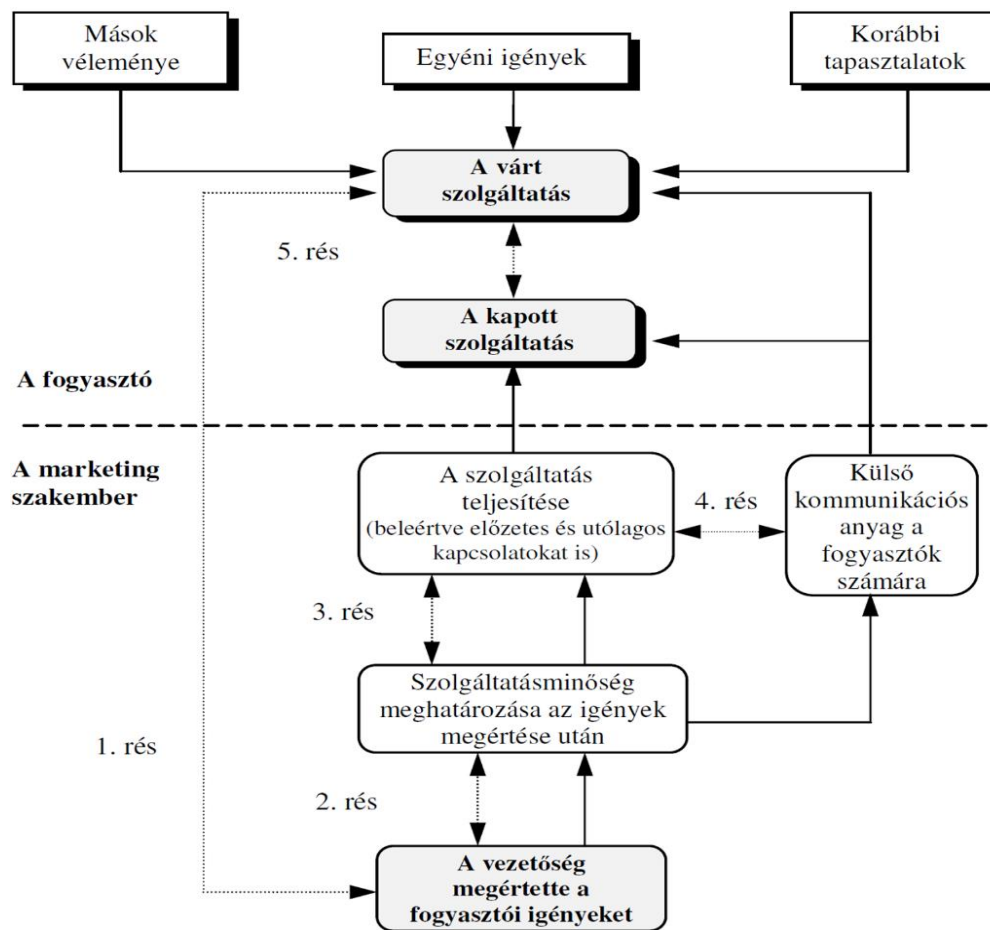 Mások
véleménye
Egyéni igények
Korábbi
tapasztalatok
A várt
szolgáltatás
5. rés
A kapott
szolgáltatás
A fogyasztó
A marketing
szakember
A szolgáltatás
teljesítése
(beleértve előzetes és utólagos
kapcsolatokat is)
4. rés
Külső
kommunikációs
anyag a
fogyasztók
számára
3. rés
Szolgáltatásminőség
meghatározása az igények
megértése után
1. rés
2. rés
A vezetőség
megértette a
fogyasztói igényeket